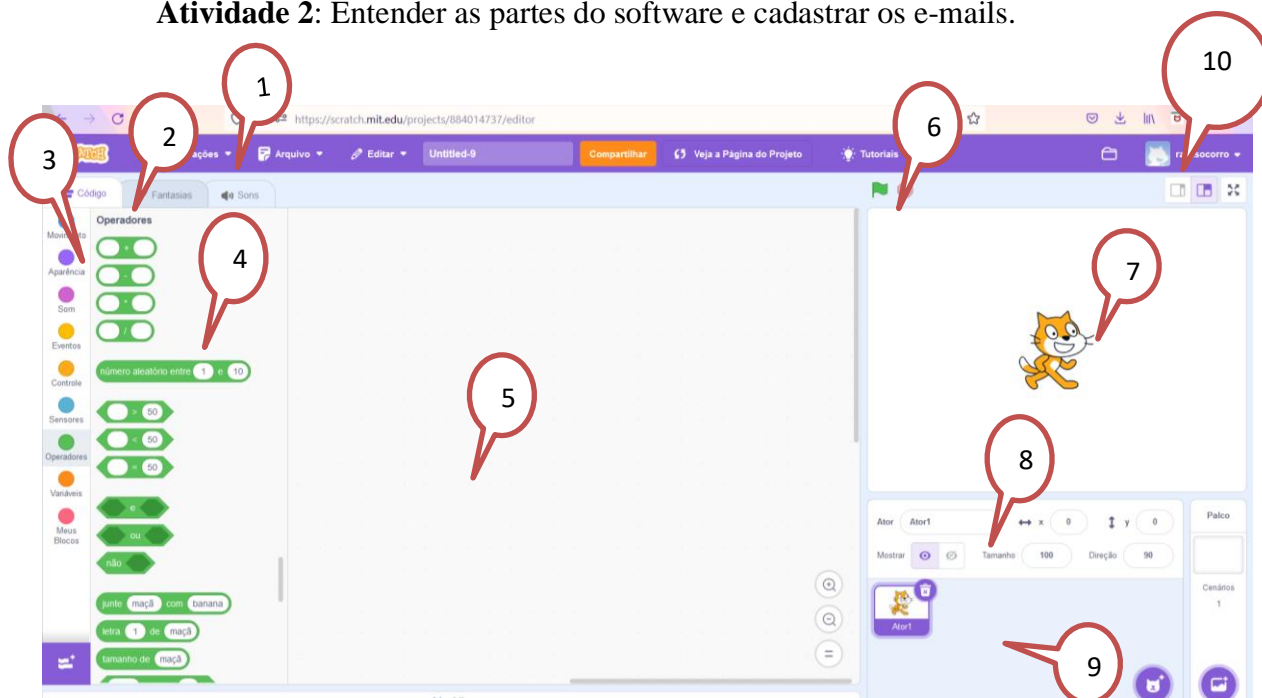 Atividade 2: Entender as partes do software e cadastrar os e-mails.
10
1
https://scratch.mit.edu/projects/884014737/editor
6
2
3
Arquivo
Editar
Untitled-9
Compartilhar
Veja a Página do Projeto
Tutoriais
Código
Fantasias
Sons
Operadores
Movimento
Aparência
Som
Eventos
Controle
Sensores
Operadores
Variáveis
Meus
Blocos
+
-
*
/
4
número aleatório entre 1 e 10
> 50
< 50
= 50
e
ou
não
junte maçã com banana
letra 1 de maçã
tamanho de maçã
5
7
8
Ator Ator1 x 0 y 0
Mostrar Tamanho 100 Direção 90
Ator1
Palco
Cenários
1
9